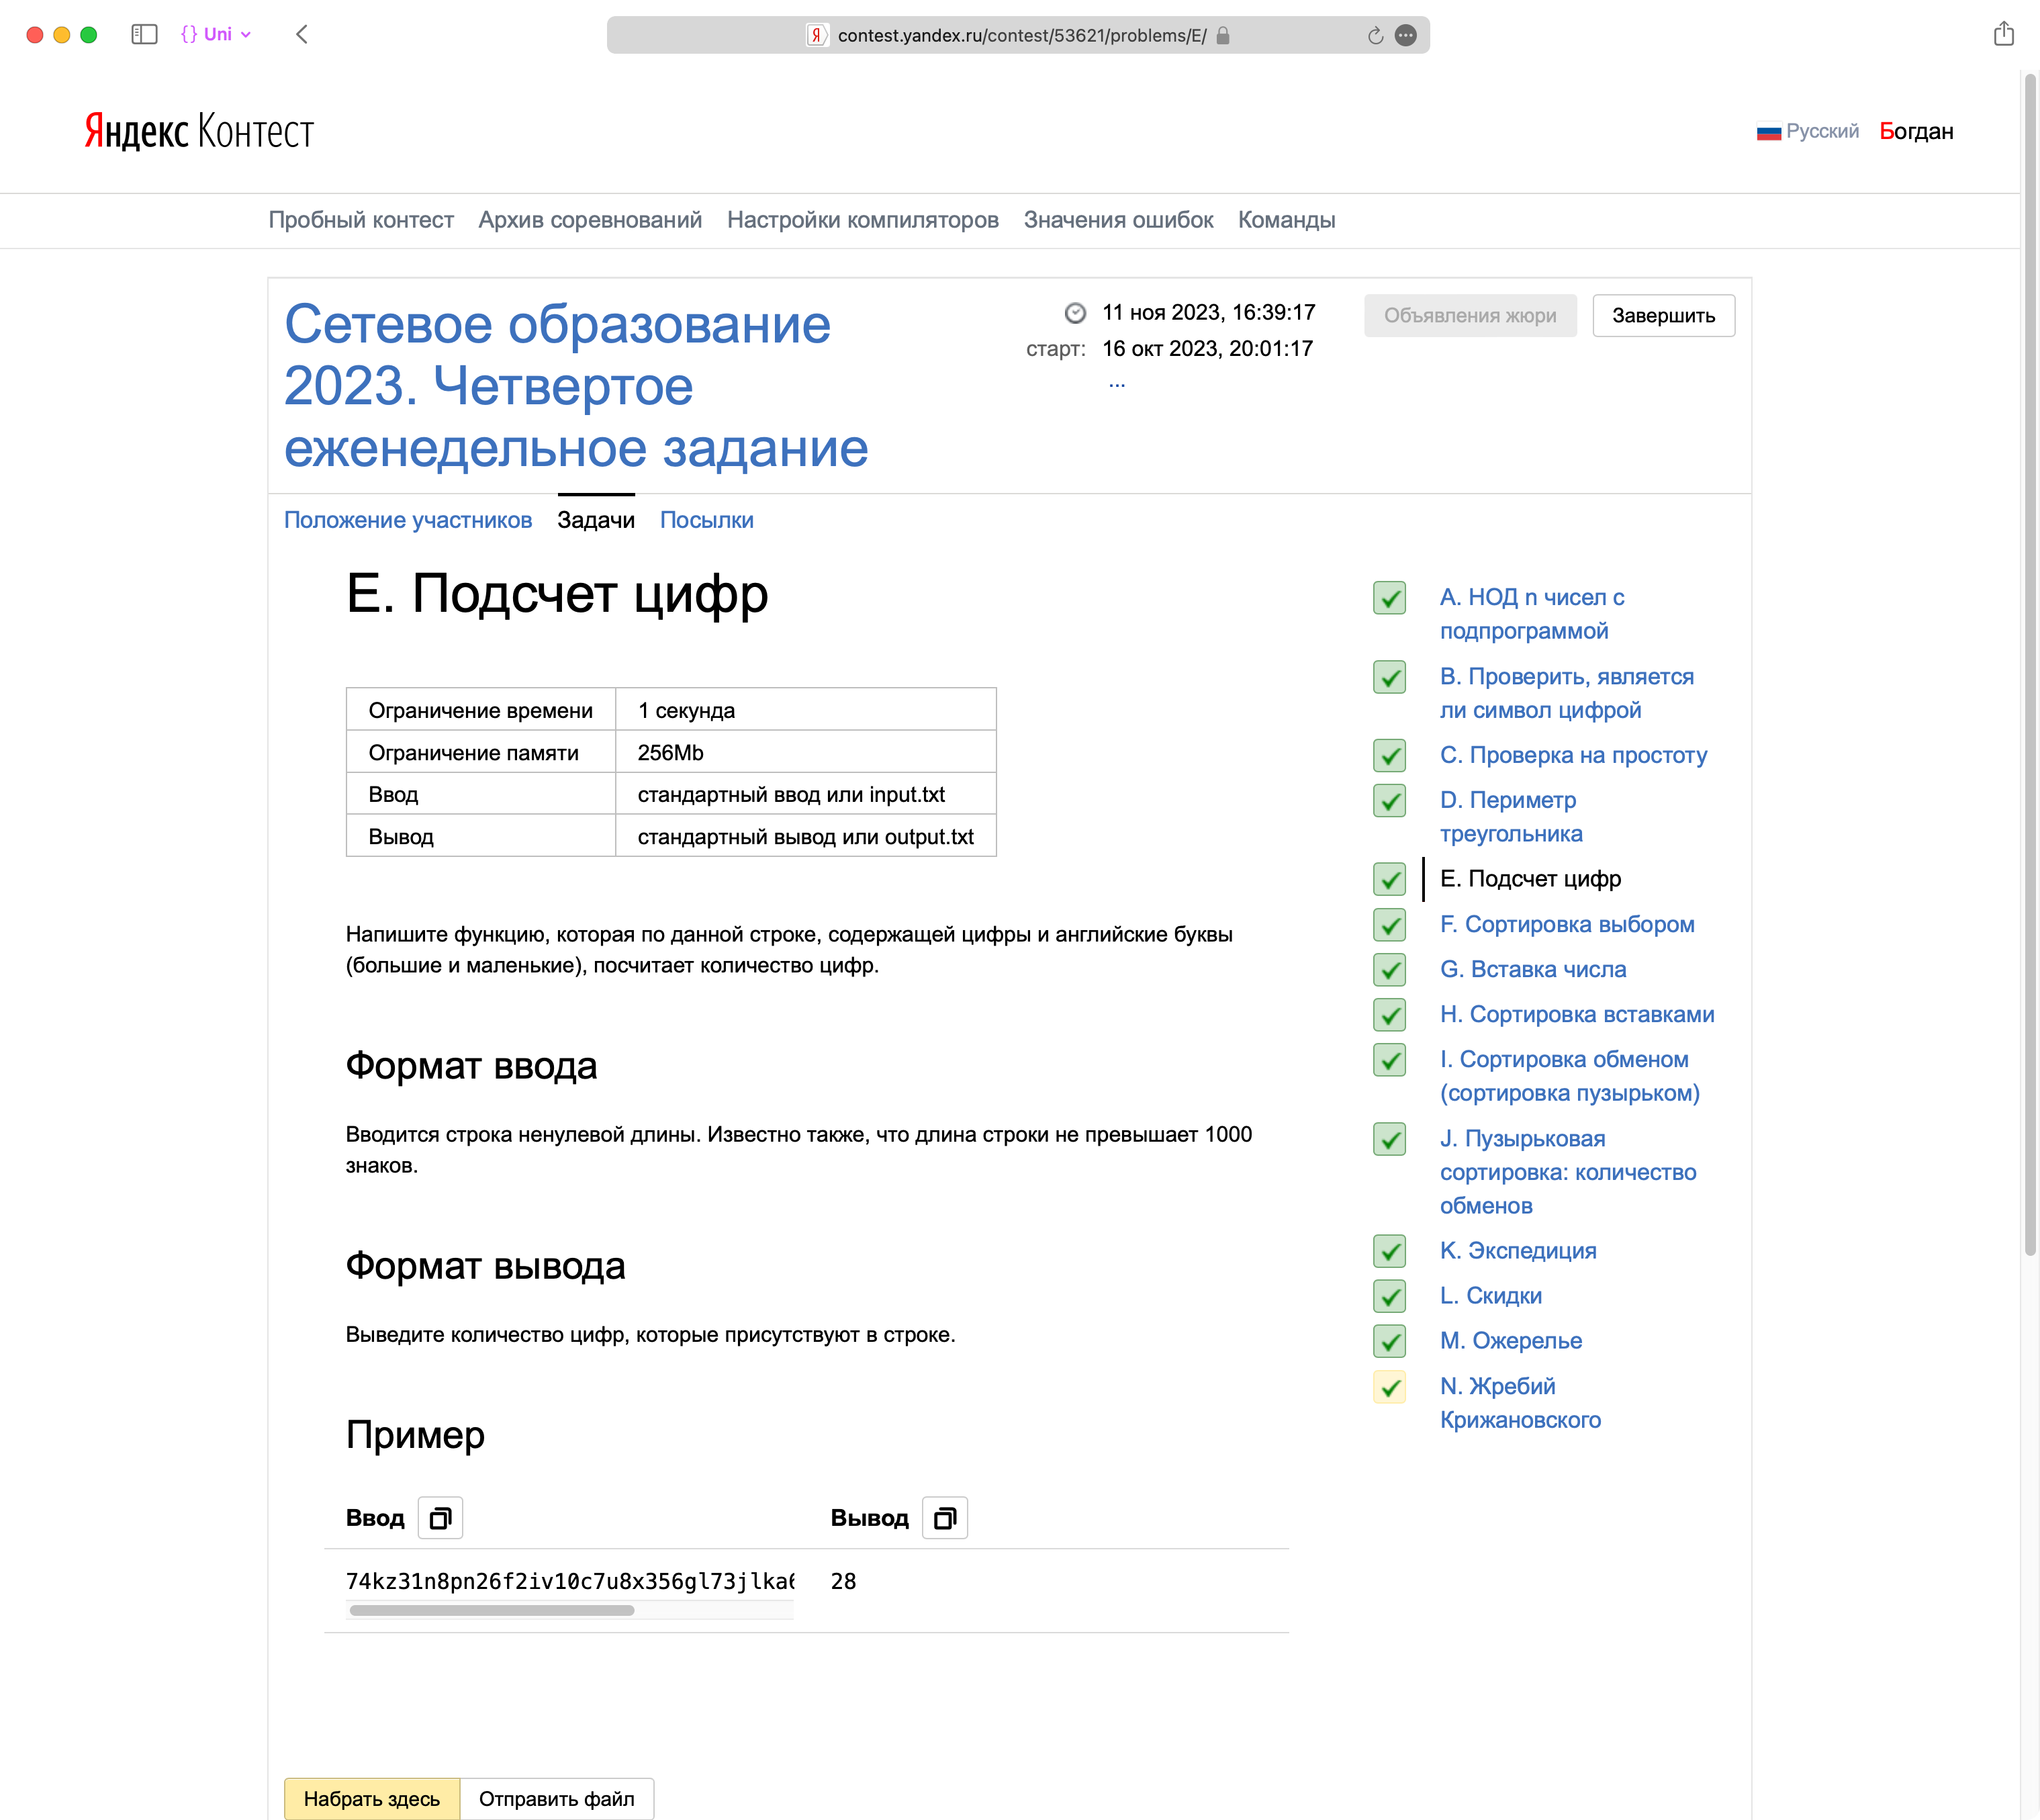 {} Uni
contest.yandex.ru/contest/53621/problems/E/
Яндекс Контест
Русский Богдан
Пробный контест Архив соревнований Настройки компиляторов Значения ошибок Команды
Сетевое образование
2023. Четвертое
еженедельное задание
11 ноя 2023, 16:39:17
старт: 16 окт 2023, 20:01:17
...
Объявления жюри Завершить
Положение участников Задачи Посылки
E. Подсчет цифр
Ограничение времени 1 секунда
Ограничение памяти 256Mb
Ввод стандартный ввод или input.txt
Вывод стандартный вывод или output.txt
Напишите функцию, которая по данной строке, содержащей цифры и английские буквы
(большие и маленькие), посчитает количество цифр.
Формат ввода
Вводится строка ненулевой длины. Известно также, что длина строки не превышает 1000
знаков.
Формат вывода
Выведите количество цифр, которые присутствуют в строке.
Пример
Ввод Вывод
74kz31n8pn26f2iv10c7u8x356gl73jlka6 28
Набрать здесь Отправить файл
A. НОД n чисел с
подпрограммой
B. Проверить, является
ли символ цифрой
C. Проверка на простоту
D. Периметр
треугольника
E. Подсчет цифр
F. Сортировка выбором
G. Вставка числа
H. Сортировка вставками
I. Сортировка обменом
(сортировка пузырьком)
J. Пузырьковая
сортировка: количество
обменов
K. Экспедиция
L. Скидки
M. Ожерелье
N. Жребий
Крижановского